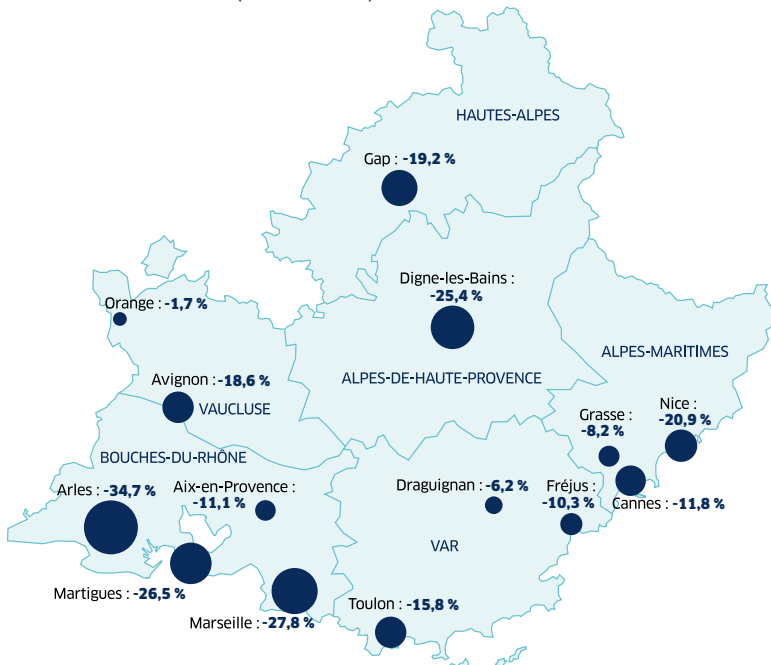 HAUTES-ALPES
Gap : -19,2 %
Digne-les-Bains :
-25,4 %
Orange : -1,7 %
ALPES-MARITIMES
Avignon : -18,6 %
ALPES-DE-HAUTE-PROVENCE
VAUCLUSE
Grasse :
-8,2 %
Nice :
-20,9 %
BOUCHES-DU-RHÔNE
Arles : -34,7 %
Aix-en-Provence :
-11,1 %
Draguignan : -6,2 %
Fréjus :
-10,3 %
Cannes : -11,8 %
VAR
Martigues : -26,5 %
Marseille : -27,8 %
Toulon : -15,8 %